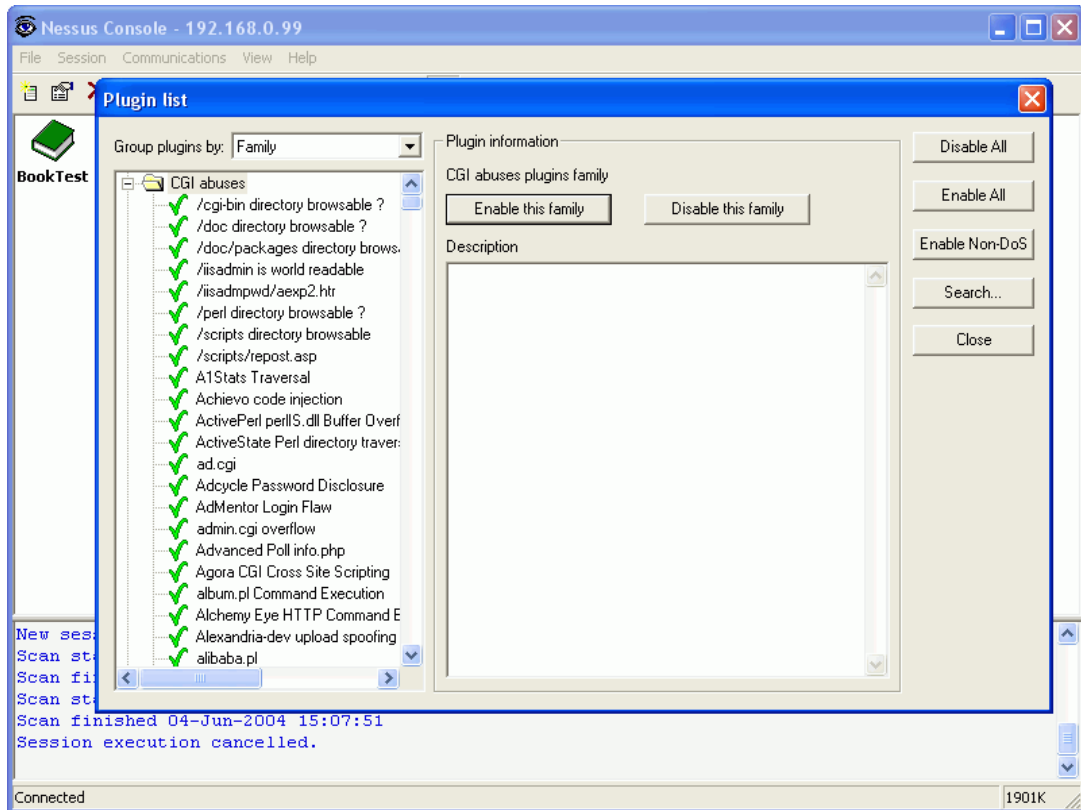 Nessus Console - 192.168.0.99
File Session Communications View Help
Plugin list
BookTest
Group plugins by: Family
CGI abuses
/cgi-bin directory browsable ?
/doc directory browsable ?
/doc/packages directory brows
/iisadmin is world readable
/iisadmpwd/aexp2.htr
/perl directory browsable ?
/scripts directory browsable
/scripts/repost.asp
A1Stats Traversal
Achievo code injection
ActivePerl perlIS.dll Buffer Overf
ActiveState Perl directory traver
ad.cgi
Adcycle Password Disclosure
AdMentor Login Flaw
admin.cgi overflow
Advanced Poll info.php
Agora CGI Cross Site Scripting
album.pl Command Execution
Alchemy Eye HTTP Command E
Alexandria-dev upload spoofing
alibaba.pl
Plugin information
CGI abuses plugins family
Enable this family Disable this family
Description
Disable All
Enable All
Enable Non-DoS
Search...
Close
New ses
Scan st
Scan fi
Scan st
Scan finished 04-Jun-2004 15:07:51
Session execution cancelled.
Connected 1901K